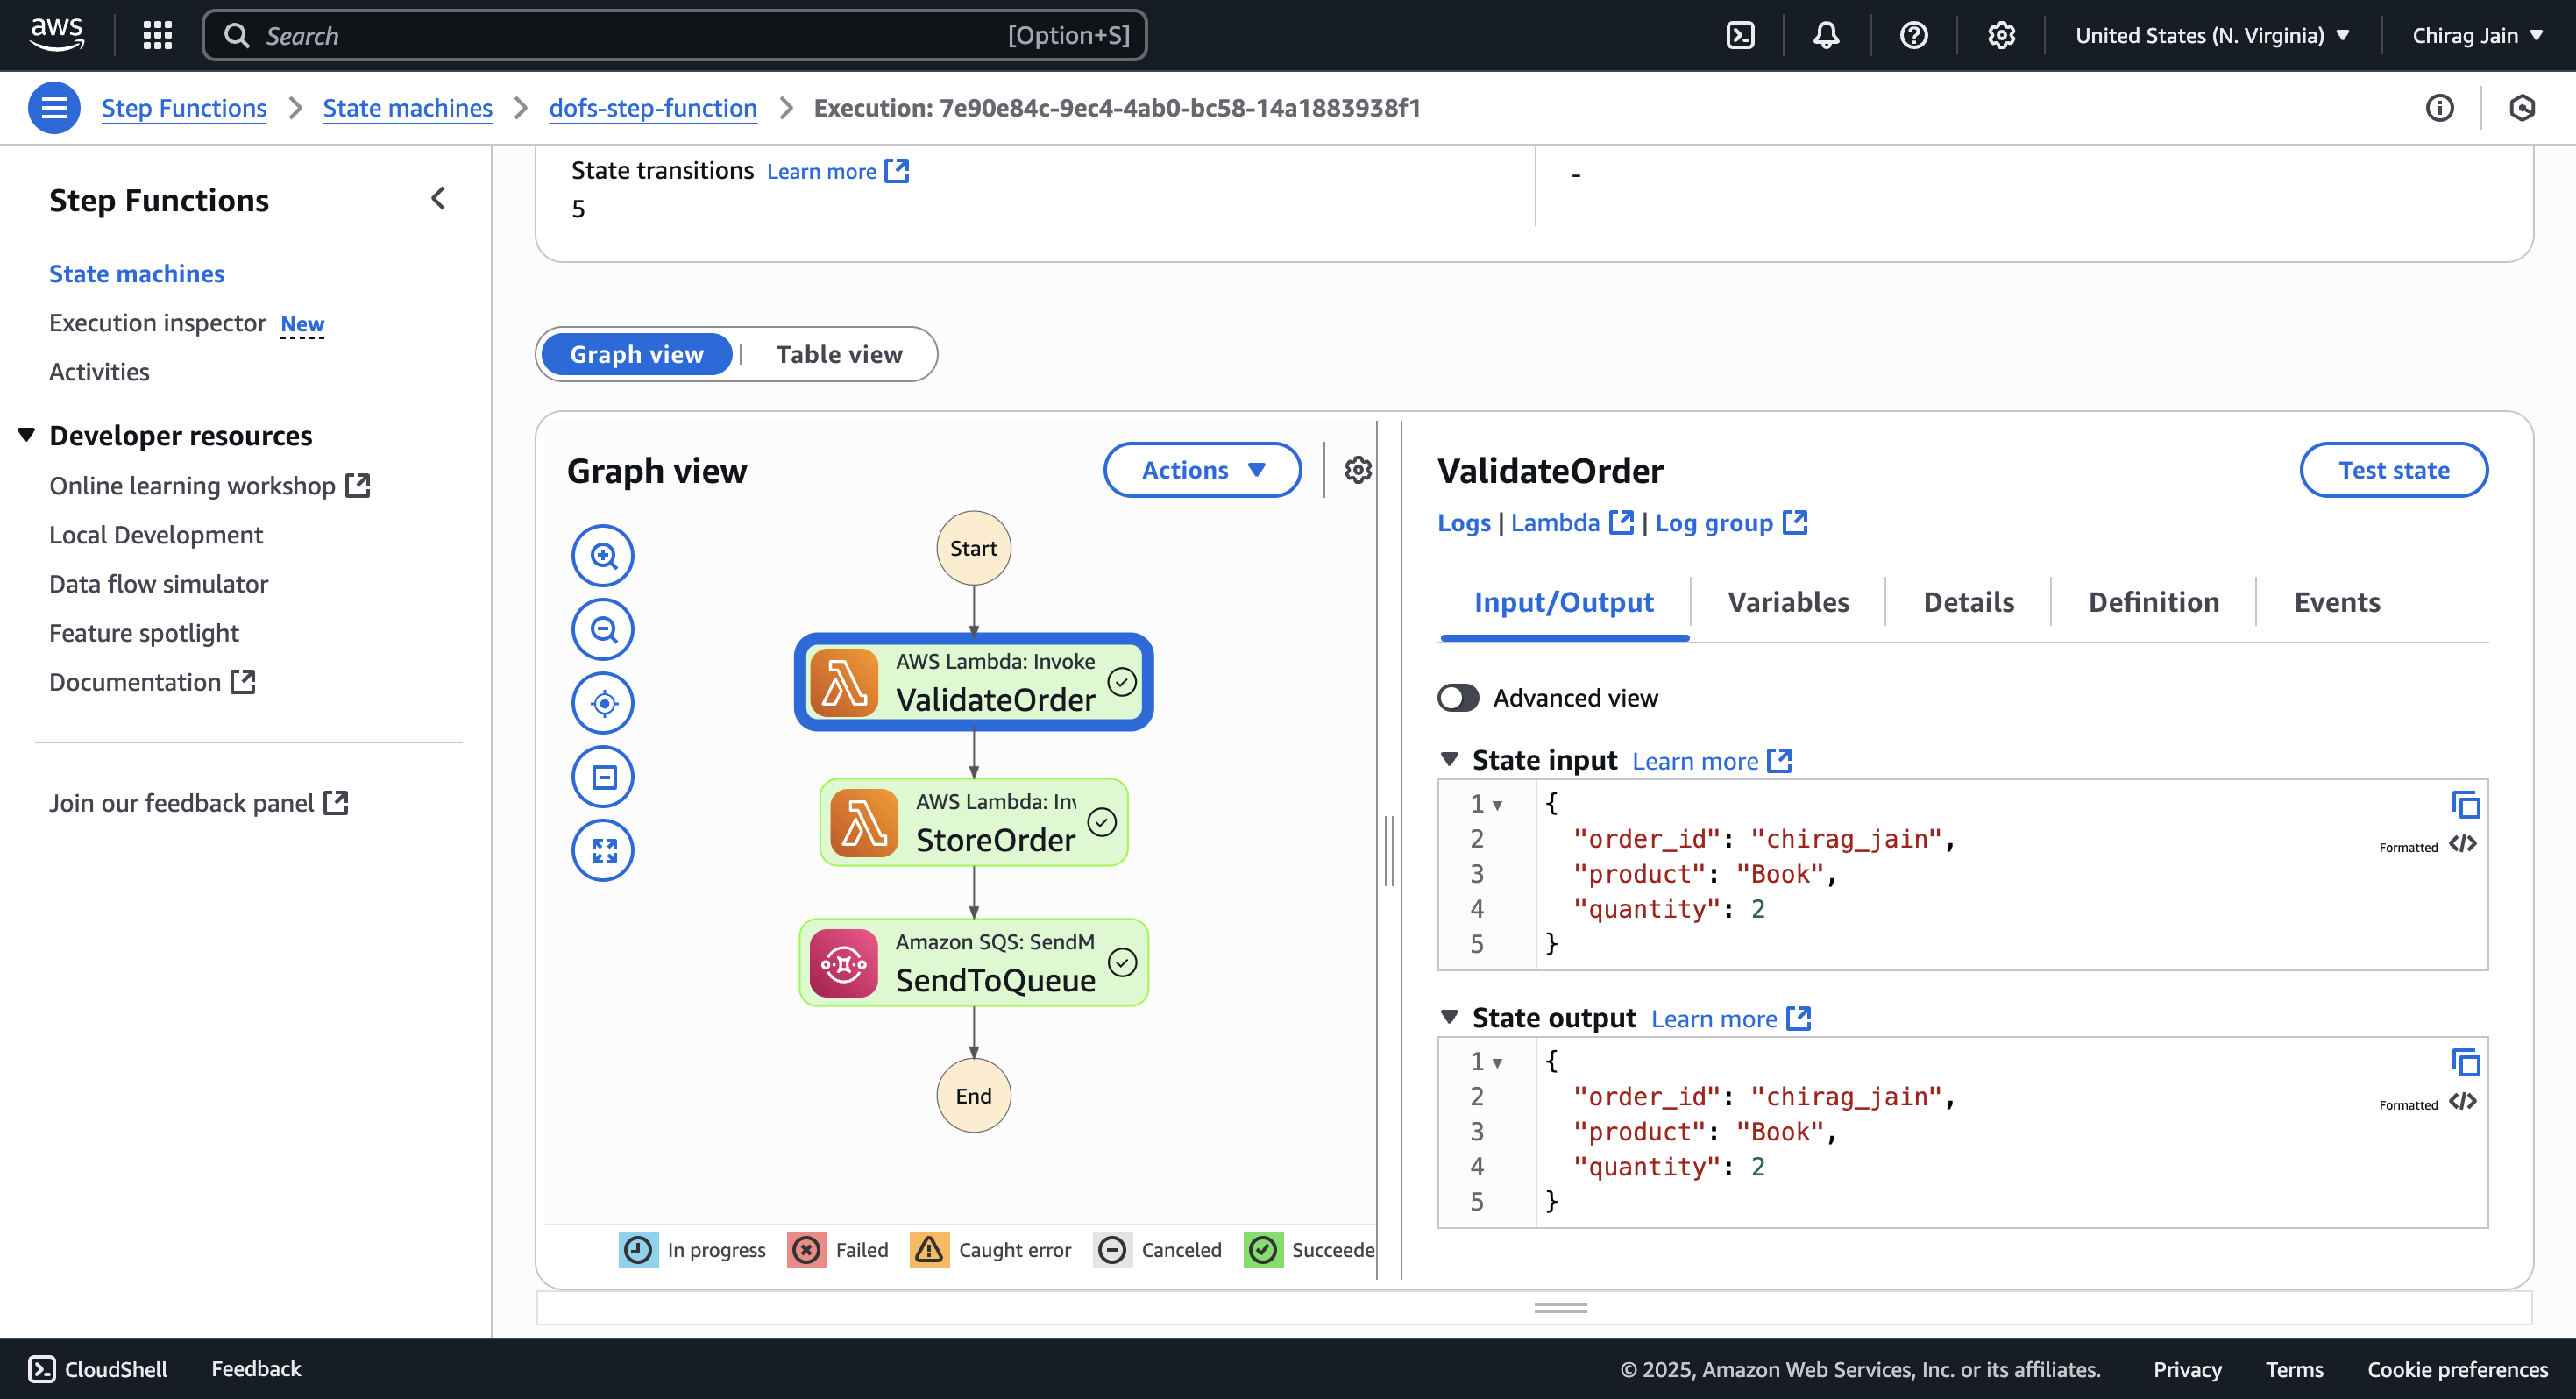 aws
Search [Option+S]
United States (N. Virginia)
Chirag Jain
Step Functions
State machines
dofs-step-function
Execution: 7e90e84c-9ec4-4ab0-bc58-14a1883938f1
Step Functions
State machines
Execution inspector New
Activities
Developer resources
Online learning workshop
Local Development
Data flow simulator
Feature spotlight
Documentation
Join our feedback panel
State transitions Learn more
5
-
Graph view
Table view
Graph view
Actions
Start
AWS Lambda: Invoke
ValidateOrder
AWS Lambda: Inv
StoreOrder
Amazon SQS: SendM
SendToQueue
End
In progress
Failed
Caught error
Canceled
Succeede
ValidateOrder
Test state
Logs | Lambda | Log group
Input/Output
Variables
Details
Definition
Events
Advanced view
State input Learn more
1 {
2 "order_id": "chirag_jain",
3 "product": "Book",
4 "quantity": 2
5 }
Formatted
State output Learn more
1 {
2 "order_id": "chirag_jain",
3 "product": "Book",
4 "quantity": 2
5 }
Formatted
CloudShell
Feedback
© 2025, Amazon Web Services, Inc. or its affiliates.
Privacy
Terms
Cookie preferences